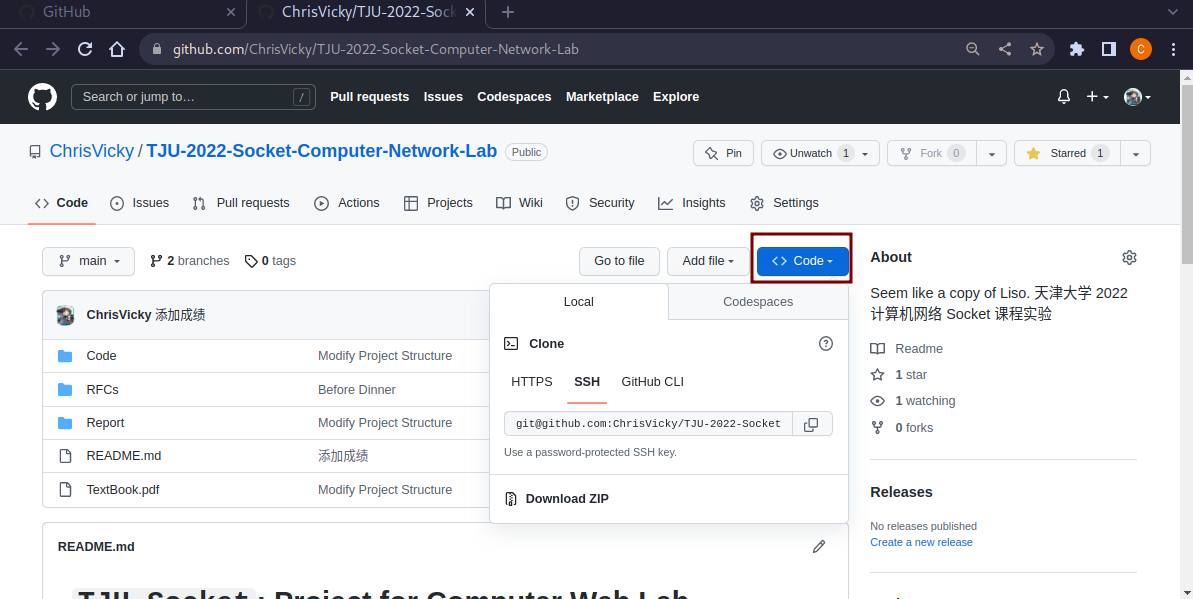 GitHub
ChrisVicky/TJU-2022-Sock
github.com/ChrisVicky/TJU-2022-Socket-Computer-Network-Lab
C
Search or jump to…
/
Pull requests Issues Codespaces Marketplace Explore
ChrisVicky / TJU-2022-Socket-Computer-Network-Lab Public
Pin Unwatch 1 Fork 0 Starred 1
Code Issues Pull requests Actions Projects Wiki Security Insights Settings
main 2 branches 0 tags
Go to file Add file Code
ChrisVicky 添加成绩
Code Modify Project Structure
RFCs Before Dinner
Report Modify Project Structure
README.md 添加成绩
TextBook.pdf Modify Project Structure
Local Codespaces
Clone
HTTPS SSH GitHub CLI
git@github.com:ChrisVicky/TJU-2022-Socket
Use a password-protected SSH key.
Download ZIP
README.md
TJU Socket: Project for Computer Web Lab
About
Seem like a copy of Liso. 天津大学 2022
计算机网络 Socket 课程实验
Readme
1 star
1 watching
0 forks
Releases
No releases published
Create a new release